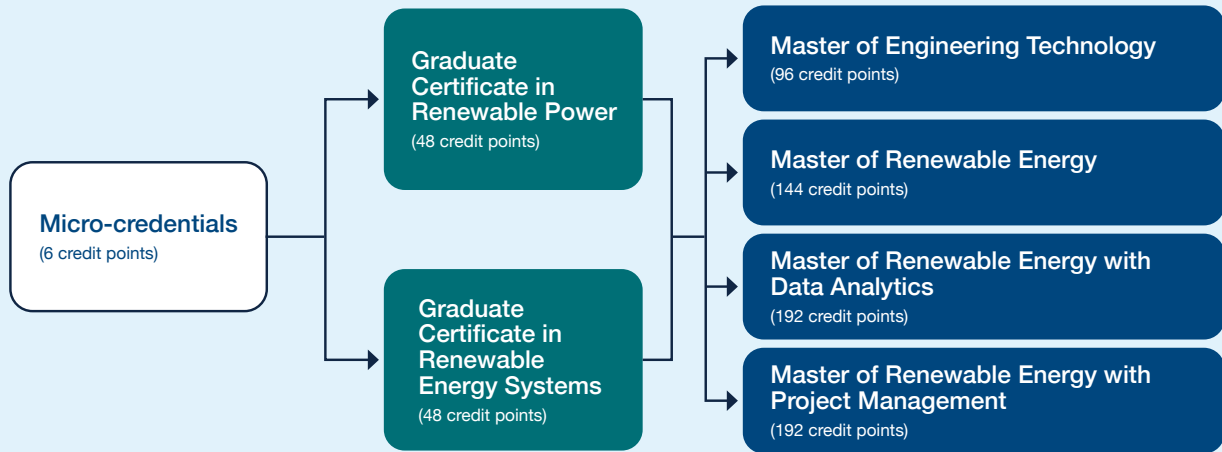 Micro-credentials
(6 credit points)
Graduate
Certificate in
Renewable Power
(48 credit points)
Graduate
Certificate in
Renewable
Energy Systems
(48 credit points)
Master of Engineering Technology
(96 credit points)
Master of Renewable Energy
(144 credit points)
Master of Renewable Energy with
Data Analytics
(192 credit points)
Master of Renewable Energy with
Project Management
(192 credit points)